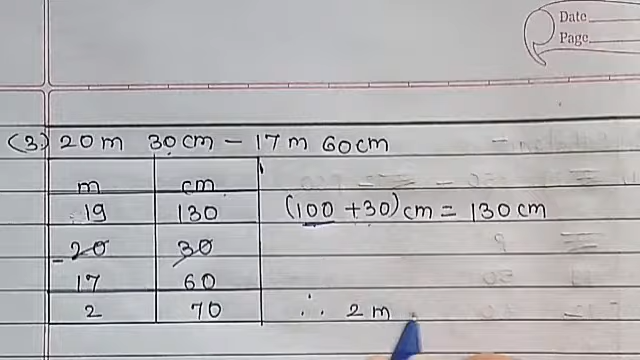 Date
Page
(3) 20 m 30 cm - 17 m 60 cm
m cm
19 130 (100 + 30) cm = 130 cm
- 20 30
17 60
2 70 ∴ 2 m